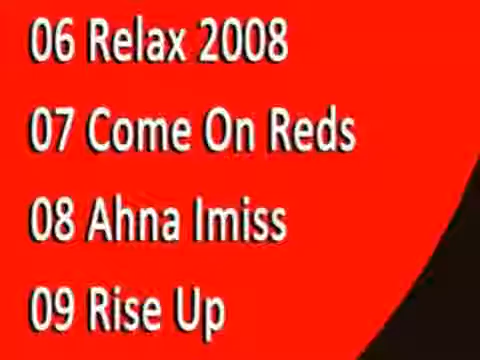 06 Relax 2008
07 Come On Reds
08 Ahna Imiss
09 Rise Up